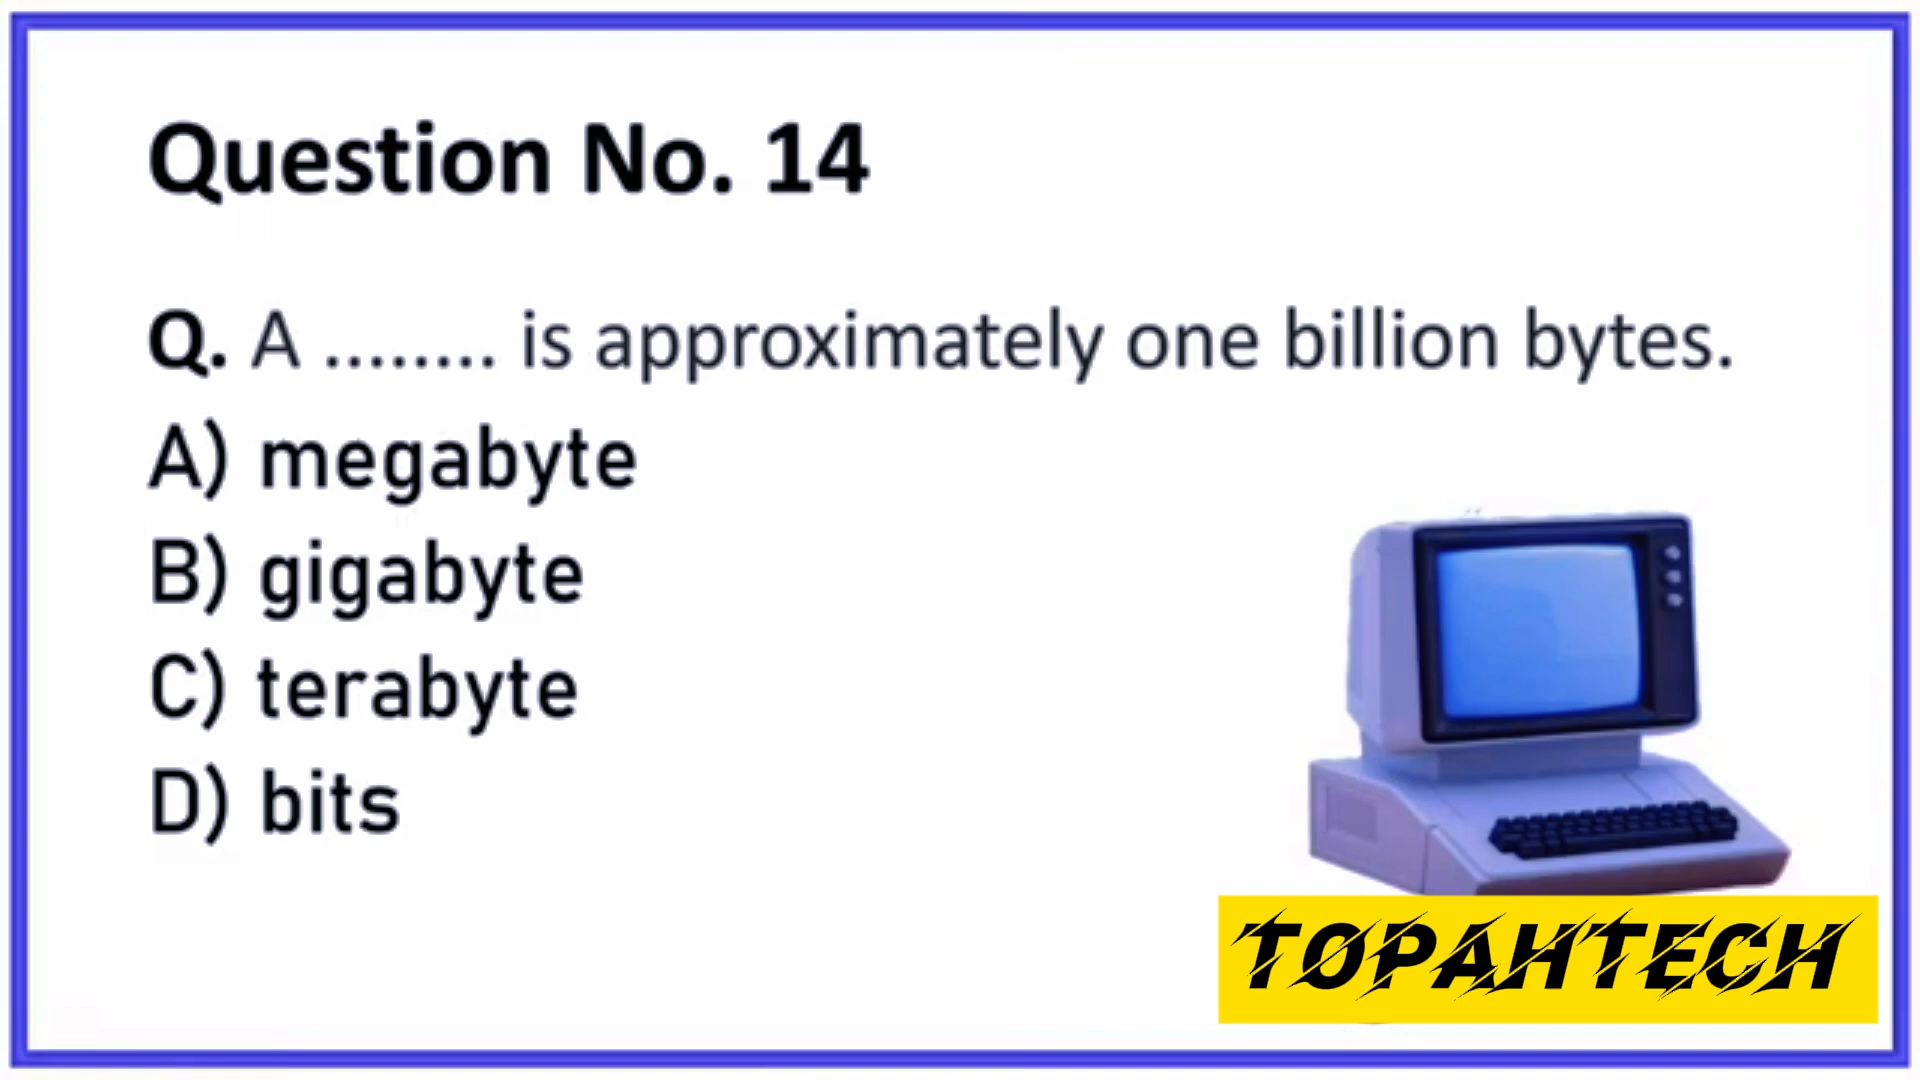 Question No. 14
Q. A ........ is approximately one billion bytes.
A) megabyte
B) gigabyte
C) terabyte
D) bits
TOPAHTECH